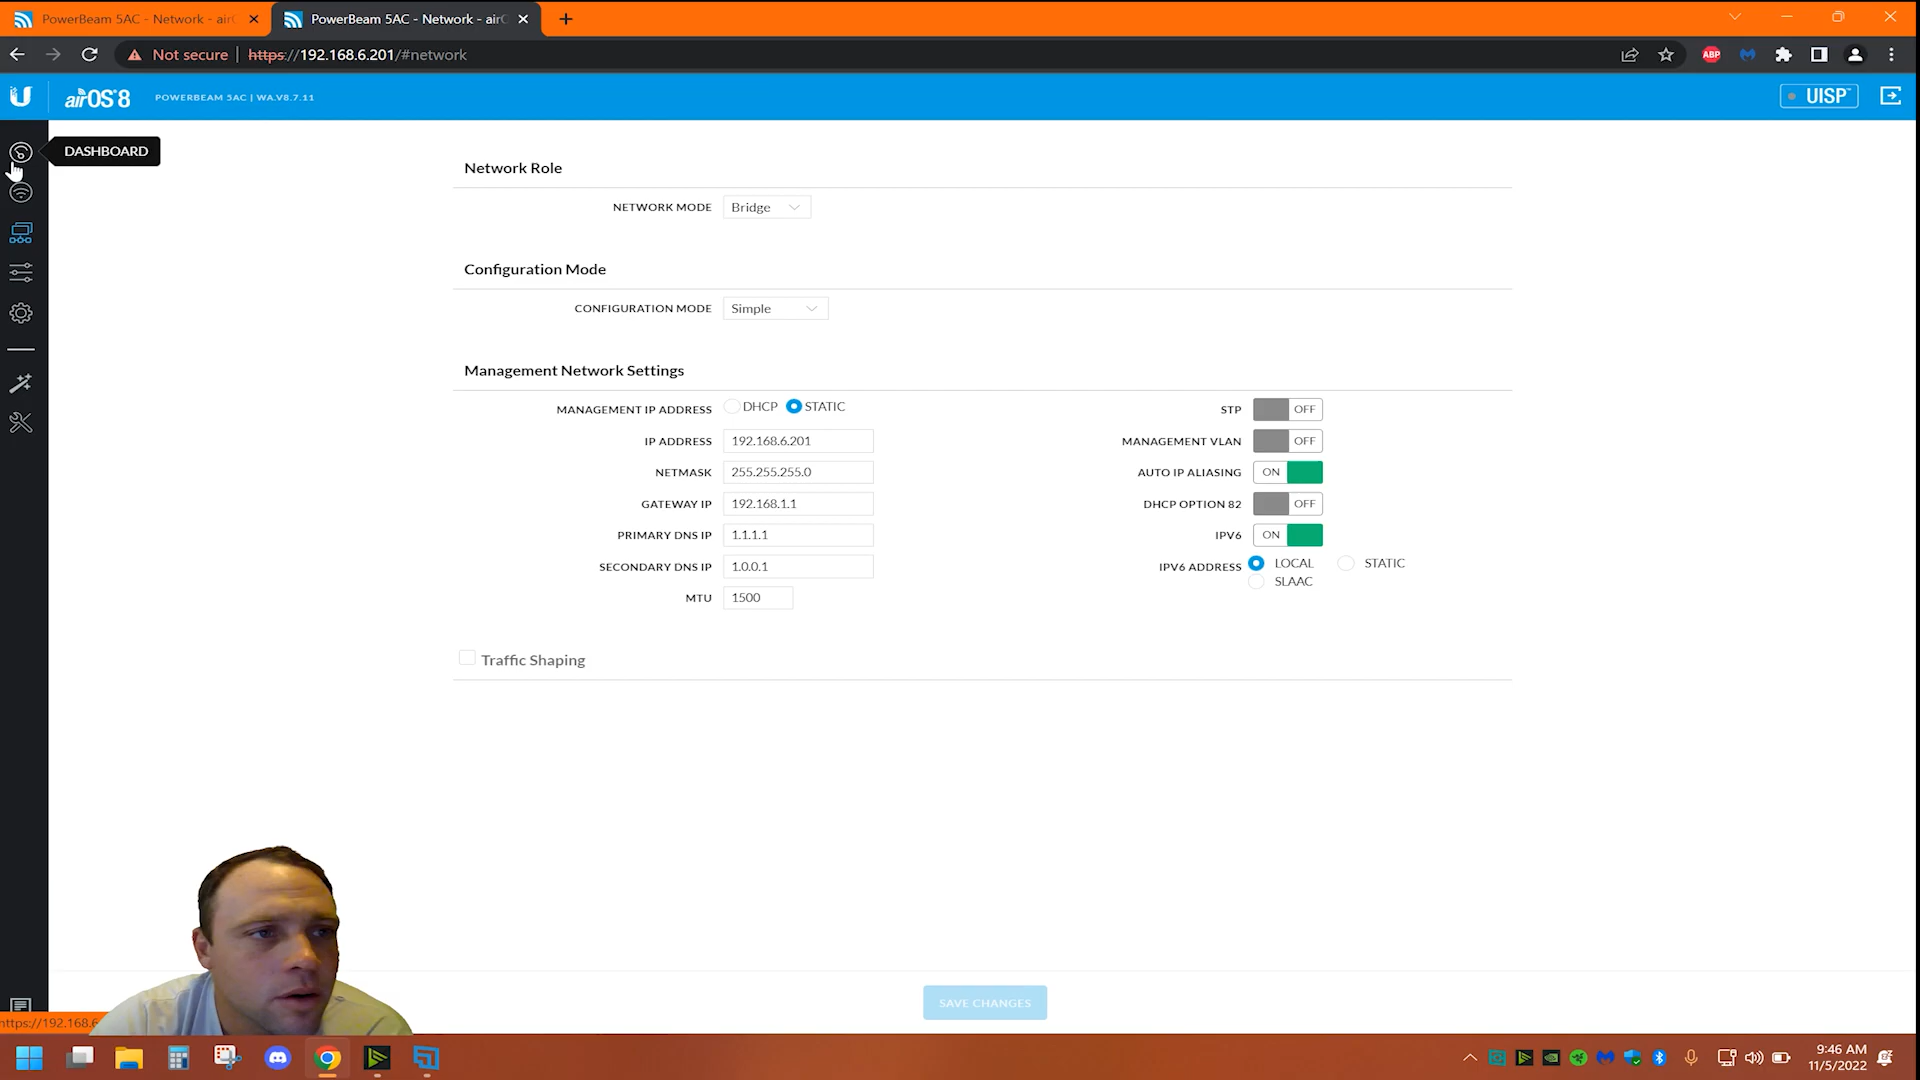 PowerBeam 5AC - Network - air
PowerBeam 5AC - Network - airO
Not secure
https://192.168.6.201/#network
ABP
U
airOS 8
POWERBEAM 5AC | WA.V8.7.11
UISP
DASHBOARD
Network Role
NETWORK MODE
Bridge
Configuration Mode
CONFIGURATION MODE
Simple
Management Network Settings
MANAGEMENT IP ADDRESS
DHCP
STATIC
STP
OFF
IP ADDRESS
192.168.6.201
MANAGEMENT VLAN
OFF
NETMASK
255.255.255.0
AUTO IP ALIASING
ON
GATEWAY IP
192.168.1.1
DHCP OPTION 82
OFF
PRIMARY DNS IP
1.1.1.1
IPV6
ON
SECONDARY DNS IP
1.0.0.1
IPV6 ADDRESS
LOCAL
STATIC
SLAAC
MTU
1500
Traffic Shaping
SAVE CHANGES
https://192.168.6
9:46 AM
11/5/2022